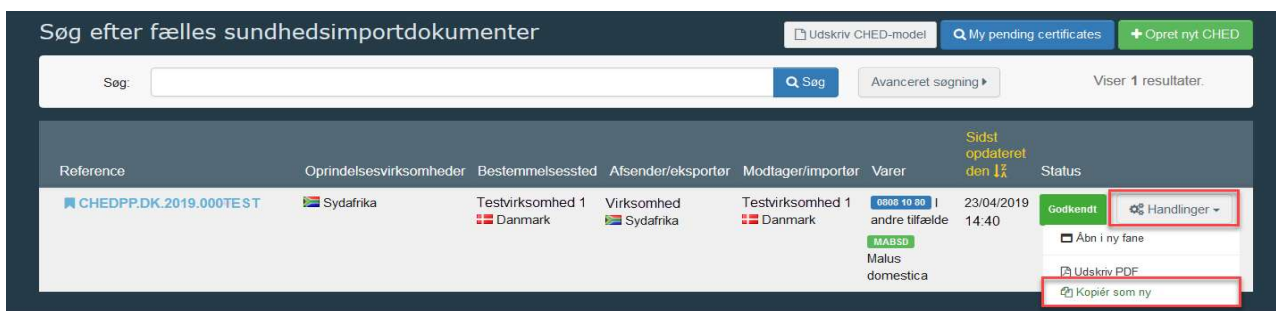 Søg efter fælles sundhedsimportdokumenter
Udskriv CHED-model
My pending certificates
Opret nyt CHED
Søg:
Søg
Avanceret søgning
Viser 1 resultater.
Reference
Oprindelsesvirksomheder
Bestemmelsessted
Afsender/eksportør
Modtager/importør
Varer
Sidst
opdateret
den
Status
CHEDPP.DK.2019.000TEST
Sydafrika
Testvirksomhed 1
Danmark
Virksomhed
Sydafrika
Testvirksomhed 1
Danmark
0808 10 80 I
andre tilfælde
MABSD
Malus
domestica
23/04/2019
14:40
Godkendt
Handlinger
Åbn i ny fane
Udskriv PDF
Kopiér som ny